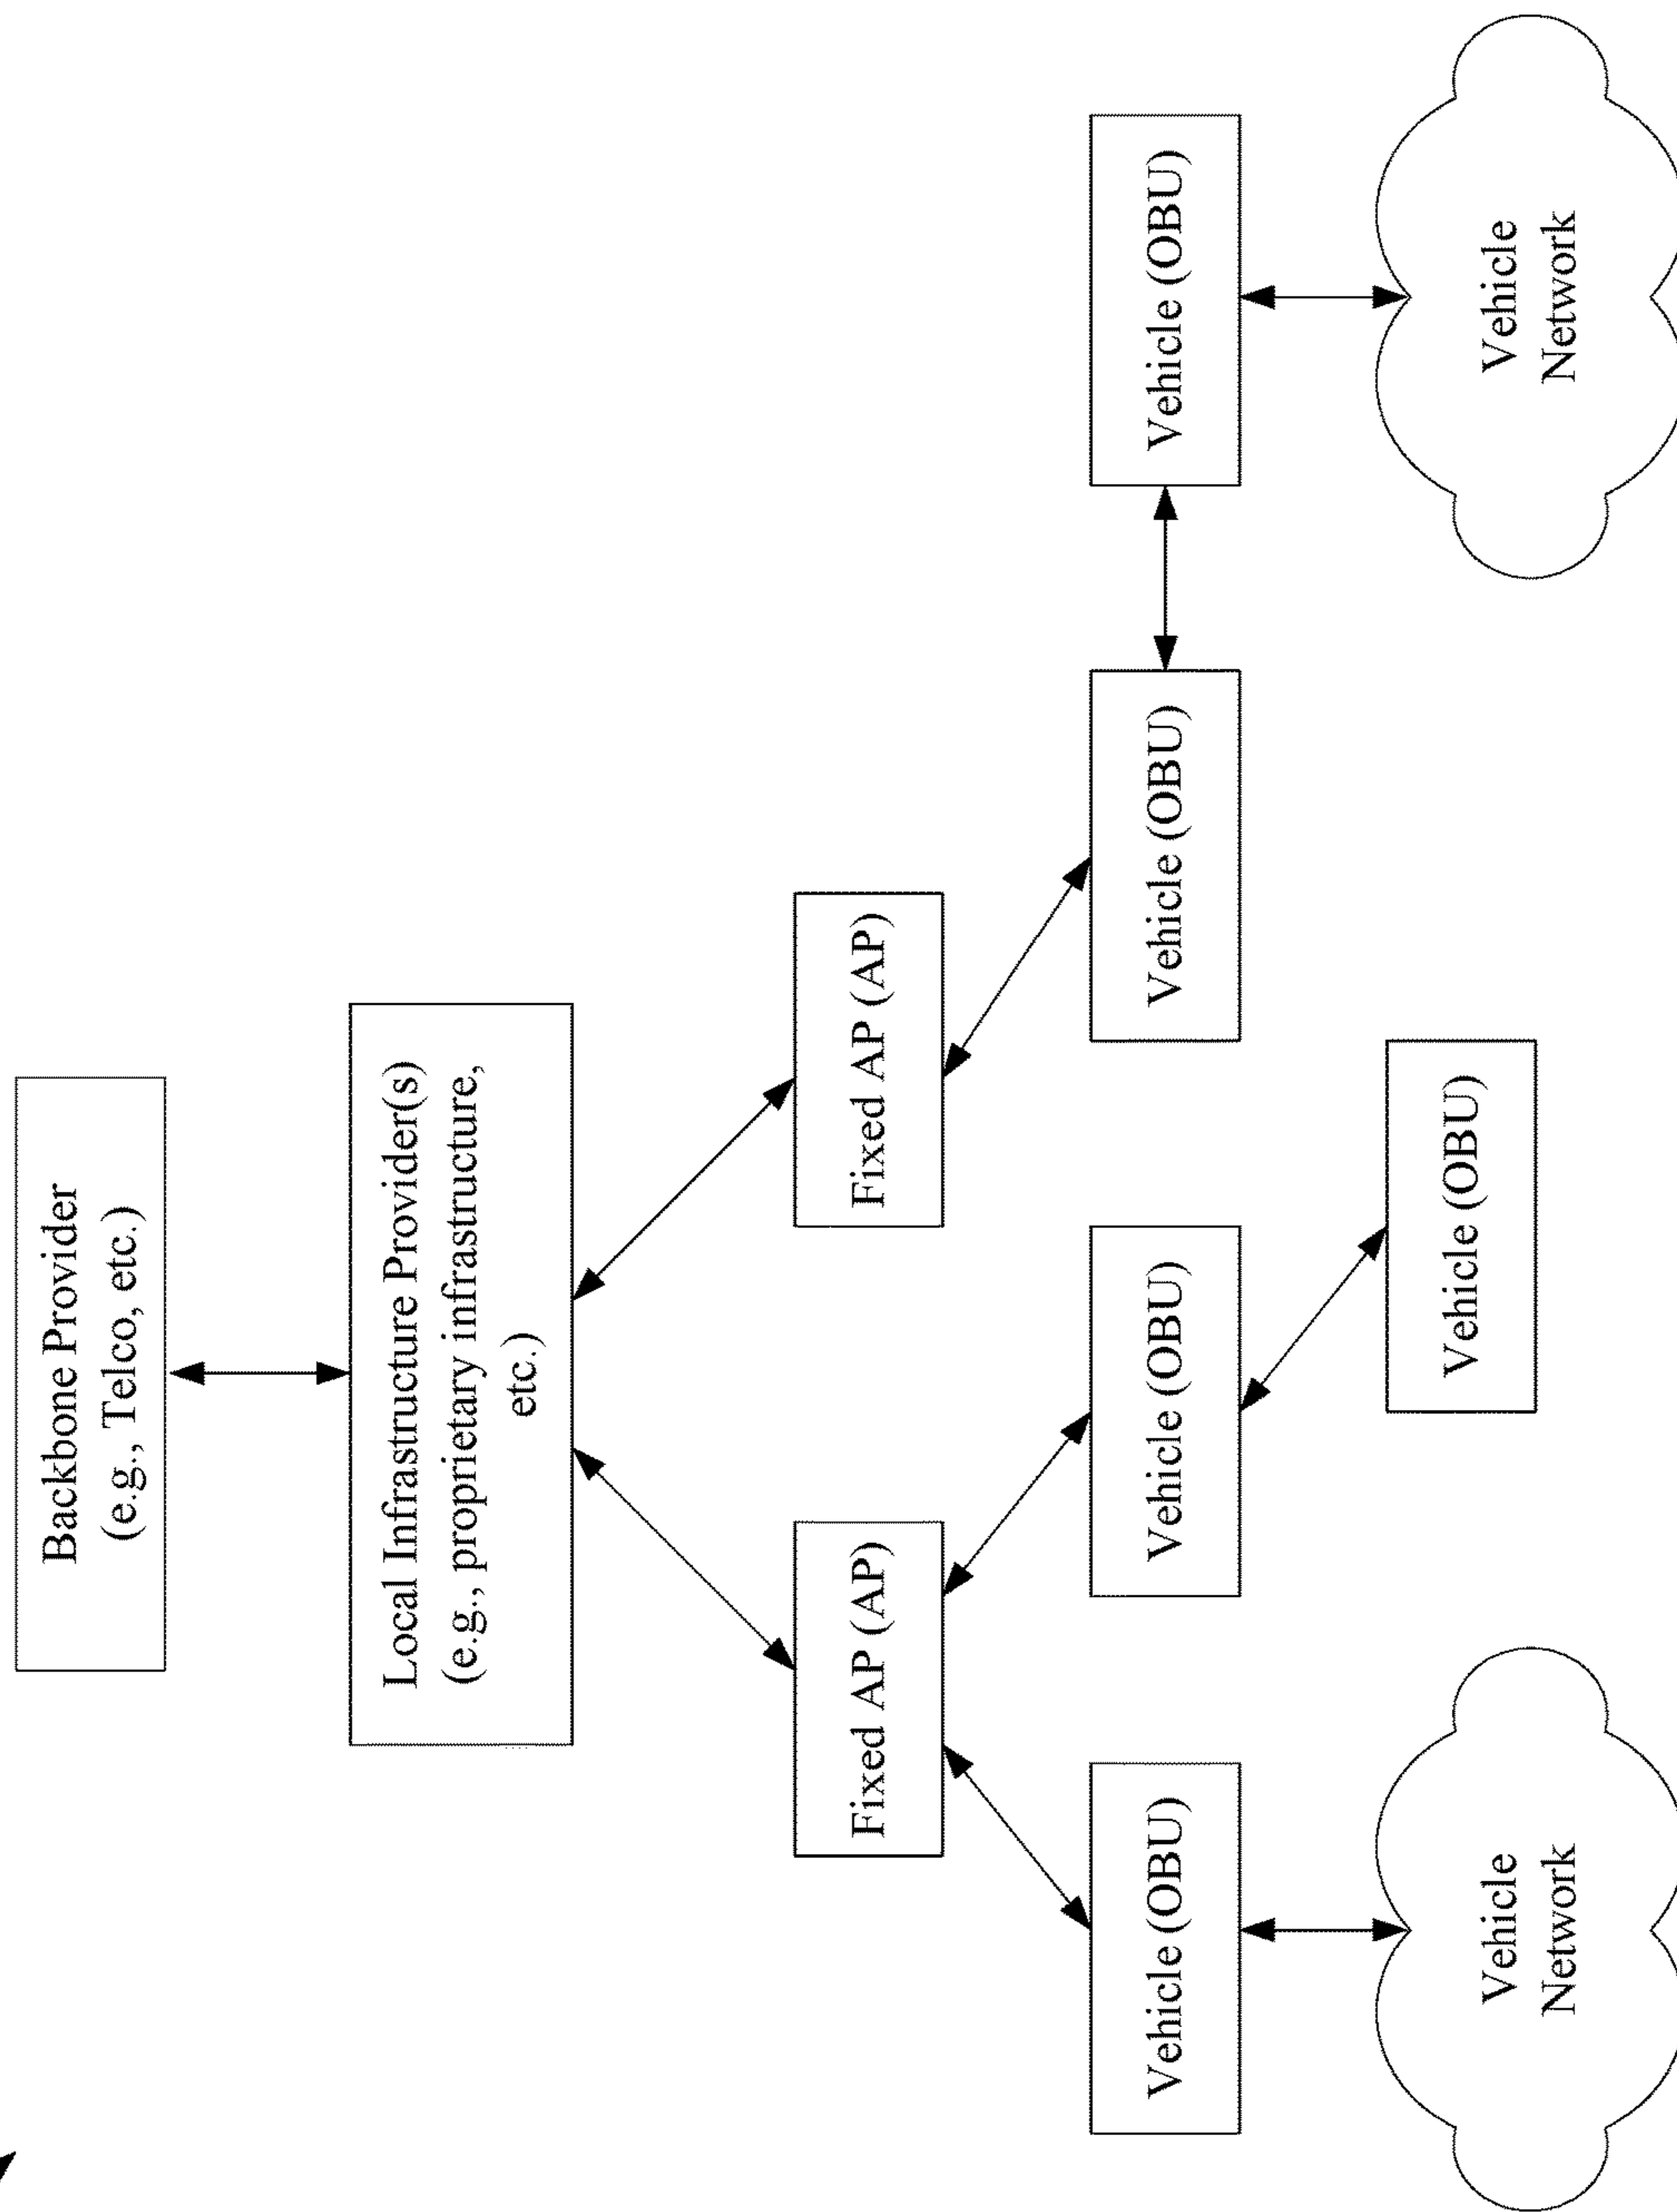 Backbone Provider
(e.g., Telco, etc.)
Local Infrastructure Provider(s)
(e.g., proprietary infrastructure,
etc.)
Fixed AP (AP)
Fixed AP (AP)
Vehicle (OBU)
Vehicle (OBU)
Vehicle (OBU)
Vehicle (OBU)
Vehicle
Network
Vehicle (OBU)
Vehicle
Network